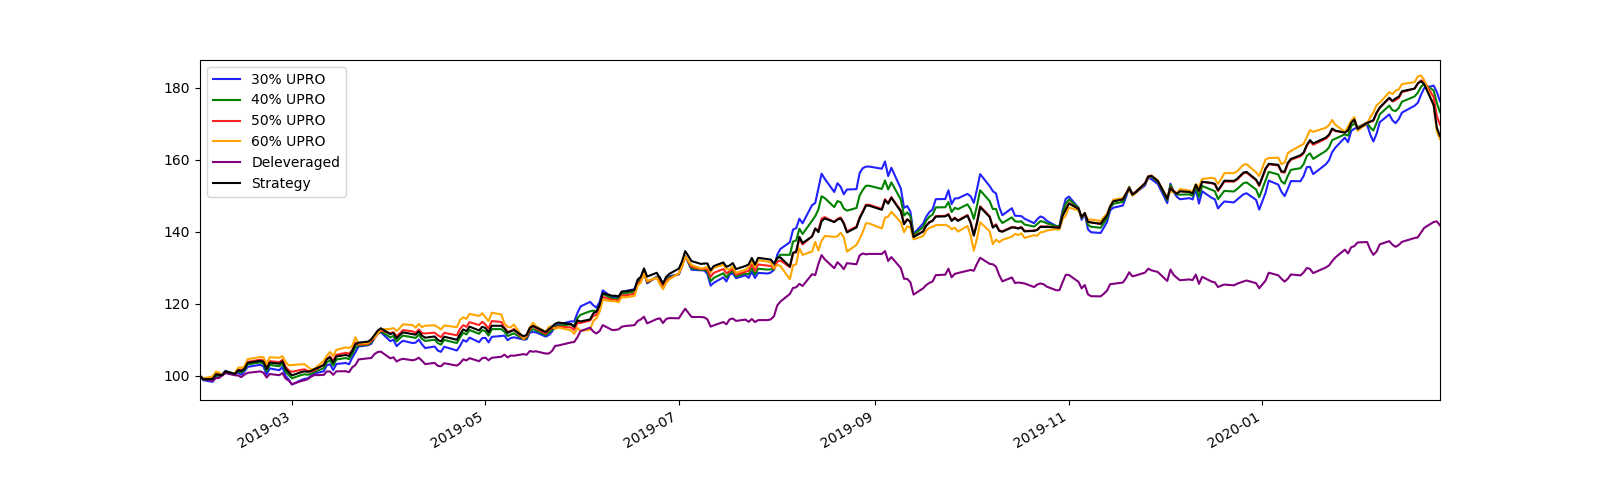 180
160
140
120
100
30% UPRO
40% UPRO
50% UPRO
60% UPRO
Deleveraged
Strategy
2019-03
2019-05
2019-07
2019-09
2019-11
2020-01